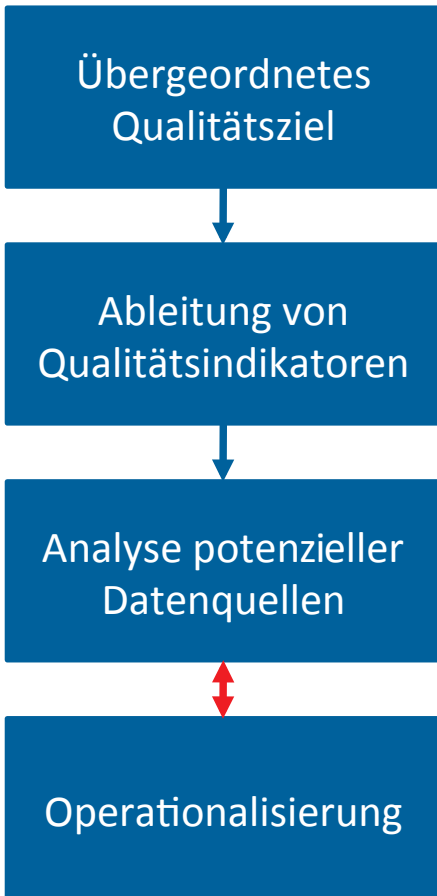 Übergeordnetes
Qualitätsziel
Ableitung von
Qualitätsindikatoren
Analyse potenzieller
Datenquellen
Operationalisierung